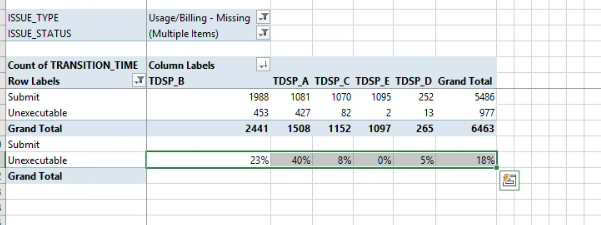 ISSUE_TYPE Usage/Billing - Missing
ISSUE_STATUS (Multiple Items)
Count of TRANSITION_TIME Column Labels
Row Labels TDSP_B TDSP_A TDSP_C TDSP_E TDSP_D Grand Total
Submit 1988 1081 1070 1095 252 5486
Unexecutable 453 427 82 2 13 977
Grand Total 2441 1508 1152 1097 265 6463
Submit
Unexecutable 23% 40% 8% 0% 5% 18%
Grand Total